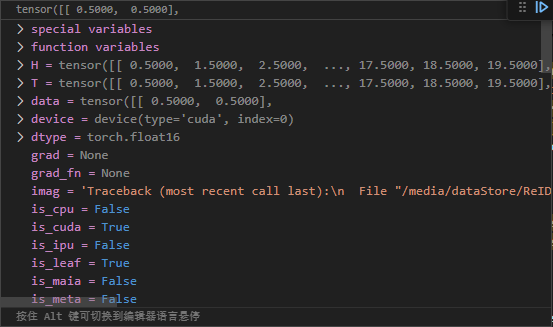 tensor([[ 0.5000,  0.5000],
> special variables
> function variables
> H = tensor([[ 0.5000,  1.5000,  2.5000,  ..., 17.5000, 18.5000, 19.5000],
> T = tensor([[ 0.5000,  1.5000,  2.5000,  ..., 17.5000, 18.5000, 19.5000],
> data = tensor([[ 0.5000,  0.5000],
> device = device(type='cuda', index=0)
> dtype = torch.float16
grad = None
grad_fn = None
imag = 'Traceback (most recent call last):\n  File "/media/dataStore/ReID
is_cpu = False
is_cuda = True
is_ipu = False
is_leaf = True
is_maia = False
is_meta = False
按住 Alt 键可切换到编辑器语言悬停